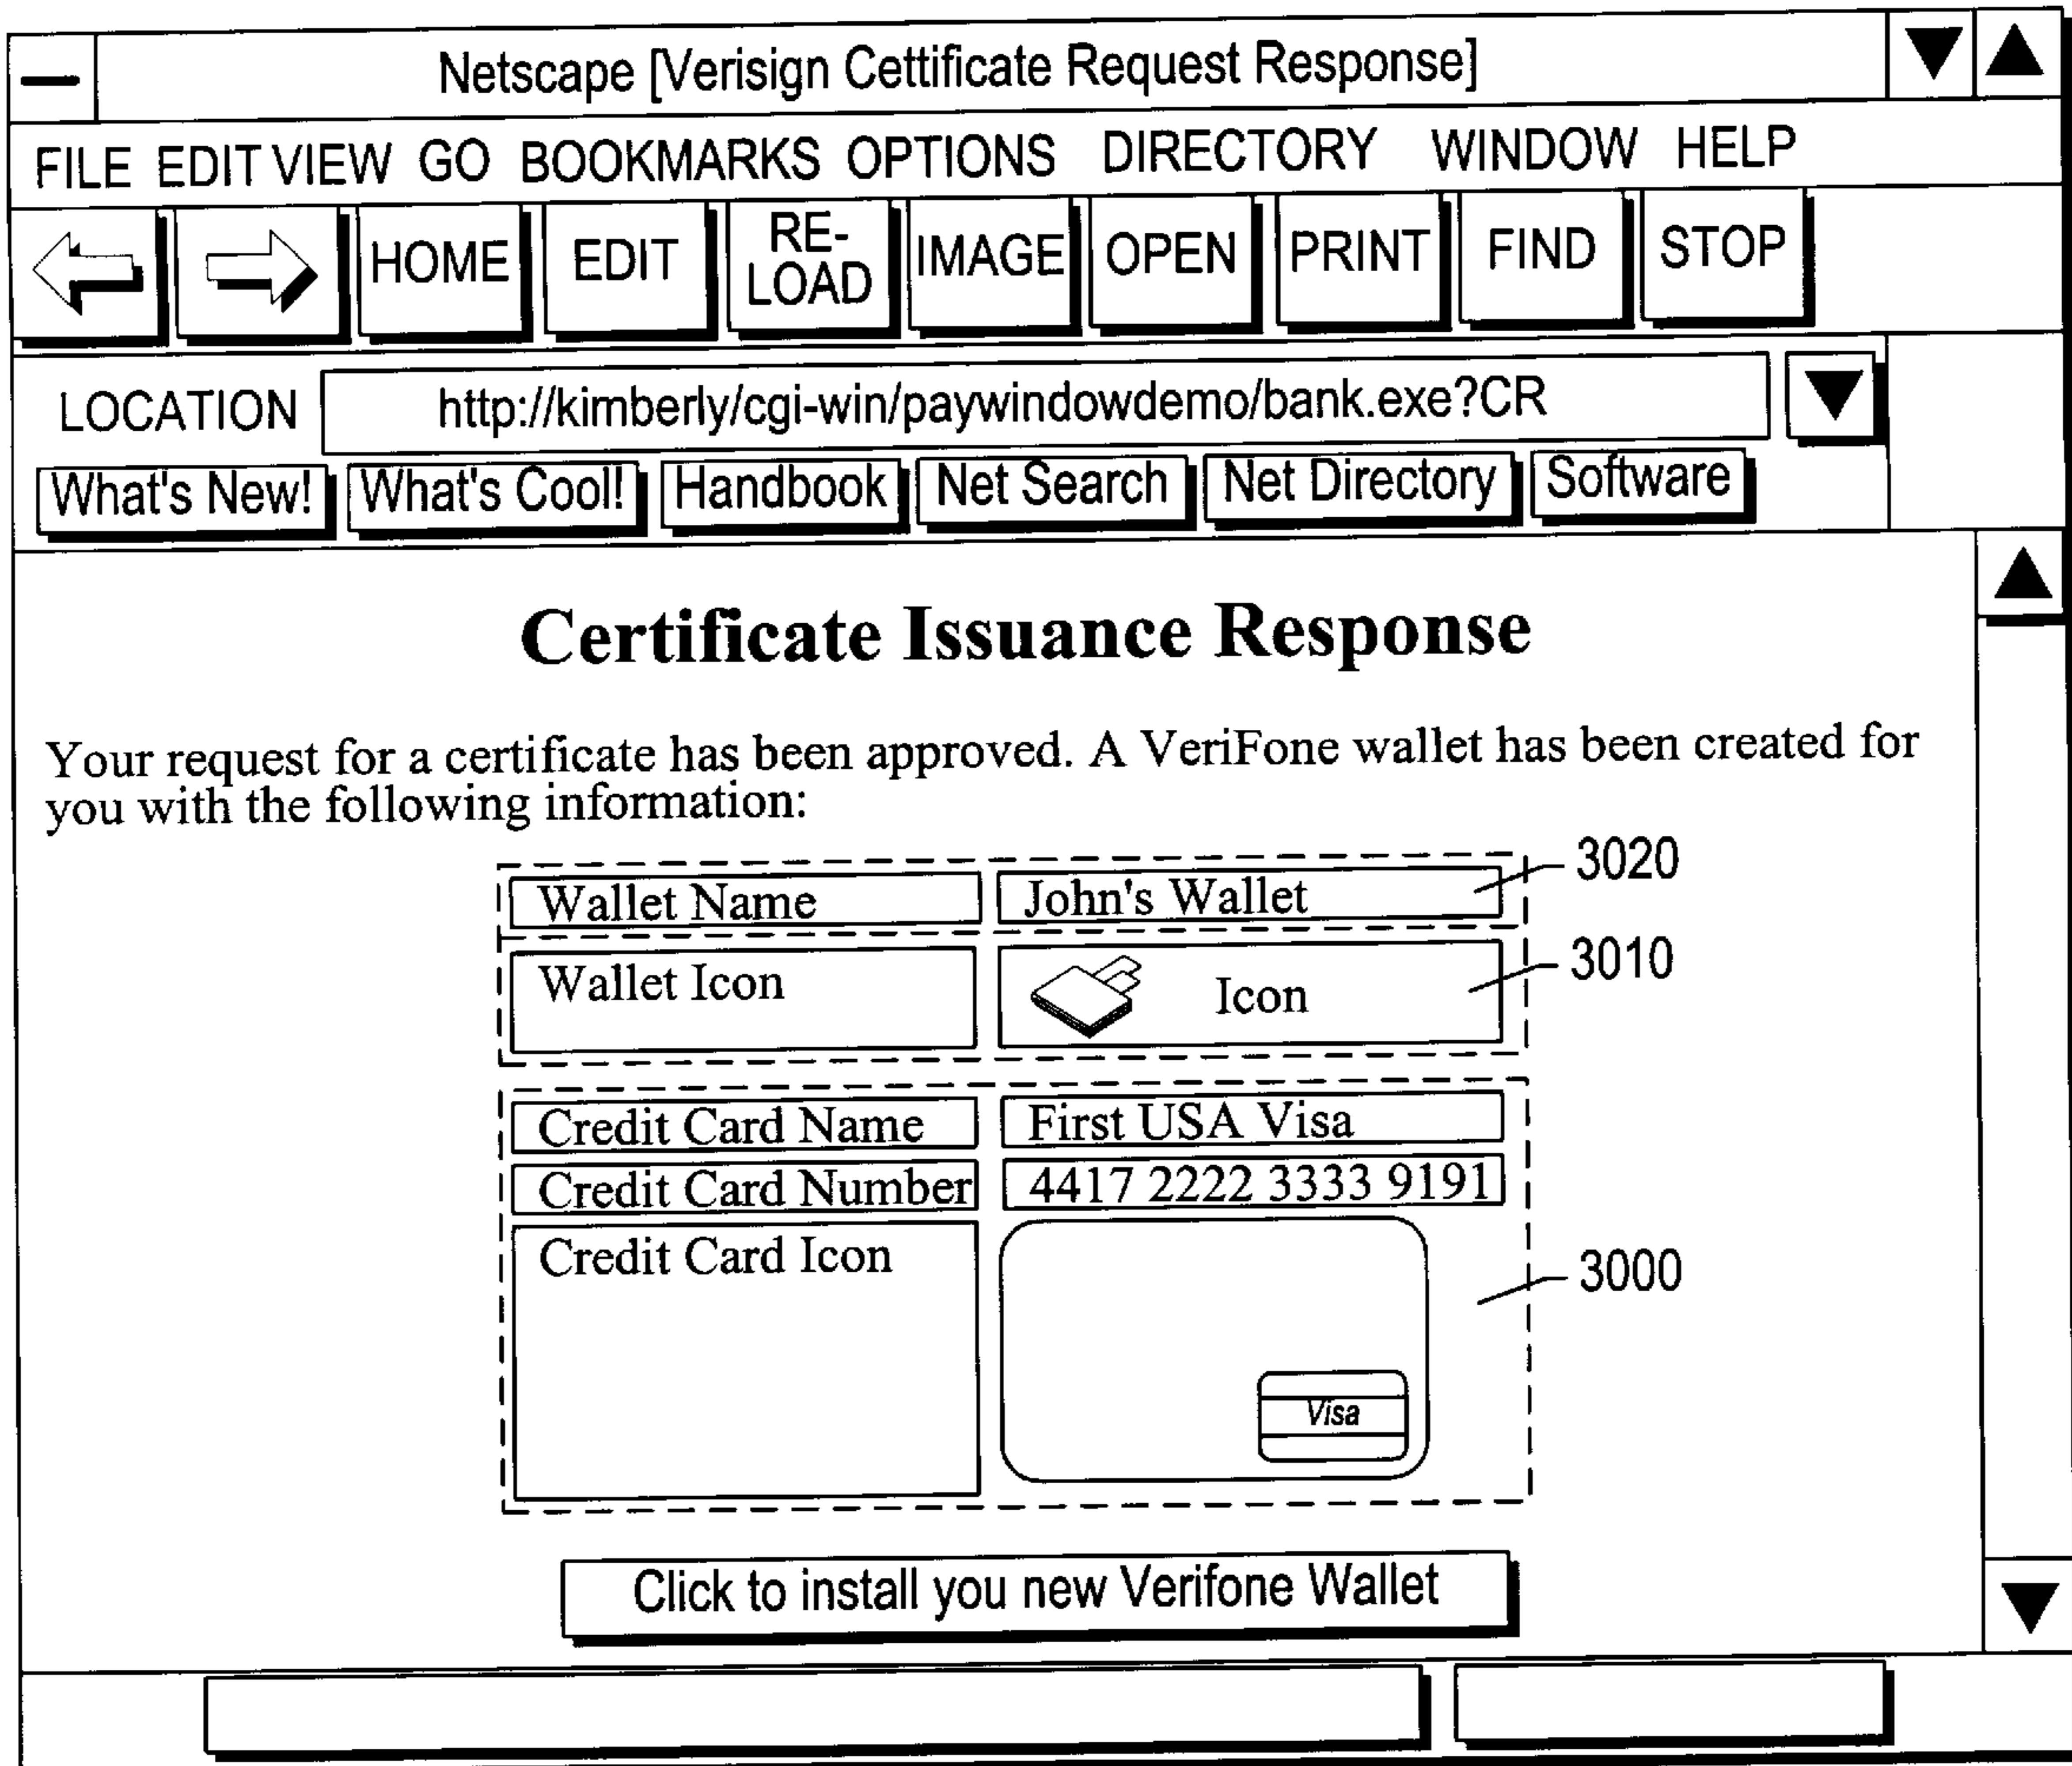 Netscape [Verisign Cettificate Request Response]
FILE EDIT VIEW GO BOOKMARKS OPTIONS DIRECTORY WINDOW HELP
HOME EDIT RE-LOAD IMAGE OPEN PRINT FIND STOP
LOCATION http://kimberly/cgi-win/paywindowdemo/bank.exe?CR
What's New! What's Cool! Handbook Net Search Net Directory Software
Certificate Issuance Response
Your request for a certificate has been approved. A VeriFone wallet has been created for
you with the following information:
Wallet Name John's Wallet 3020
Wallet Icon Icon 3010
Credit Card Name First USA Visa
Credit Card Number 4417 2222 3333 9191
Credit Card Icon 3000
Visa
Click to install you new Verifone Wallet